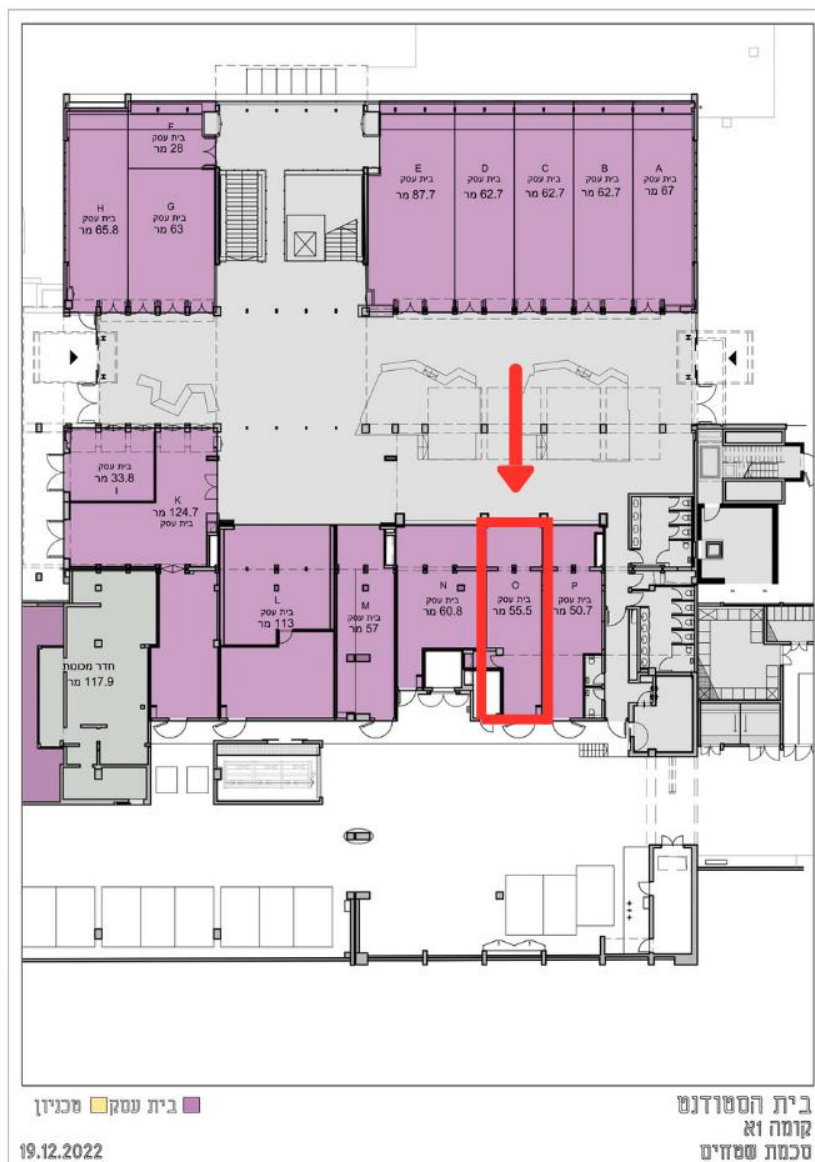 F
בית עסק
28 מר
H
בית עסק
65.8 מר
G
בית עסק
63 מר
E
בית עסק
87.7 מר
D
בית עסק
62.7 מר
C
בית עסק
62.7 מר
B
בית עסק
62.7 מר
A
בית עסק
67 מר
בית עסק
33.8 מר
I
K
124.7 מר
בית עסק
L
בית עסק
113 מר
M
בית עסק
57 מר
N
בית עסק
60.8 מר
O
בית עסק
55.5 מר
P
בית עסק
50.7 מר
חדר מכונות
117.9 מר
בית עסק
טכניון
בית הסטודנט
קומה 1א
סכמת שטחים
19.12.2022